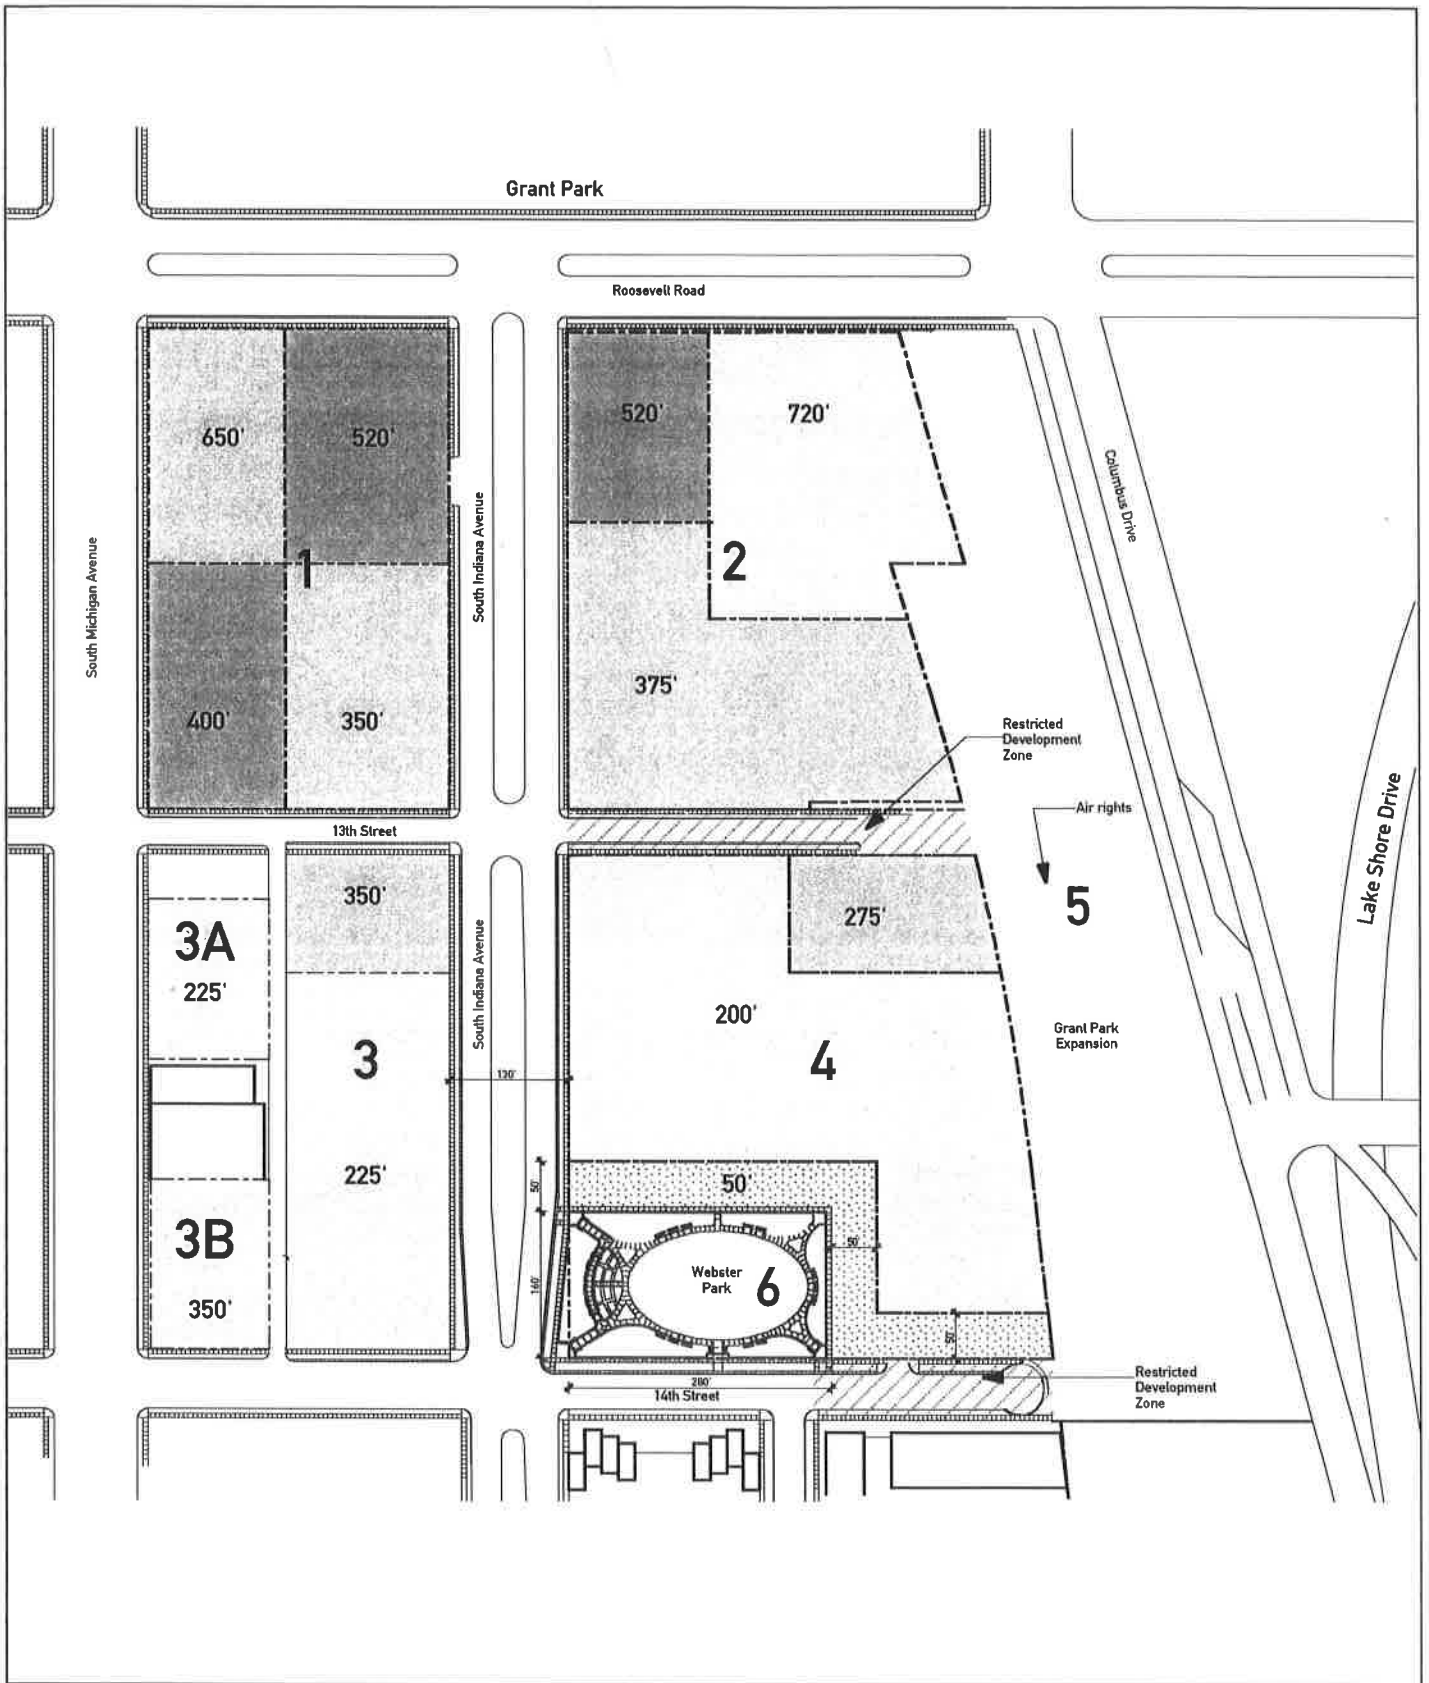 Grant Park
Roosevelt Road
650'
520'
520'
720'
Columbus Drive
South Michigan Avenue
South Indiana Avenue
1
2
400'
350'
375'
Restricted
Development
Zone
Air rights
Lake Shore Drive
13th Street
350'
275'
5
3A
225'
South Indiana Avenue
200'
Grant Park
Expansion
3
4
225'
50'
50'
3B
350'
160'
Webster
Park
6
50'
50'
280'
14th Street
Restricted
Development
Zone